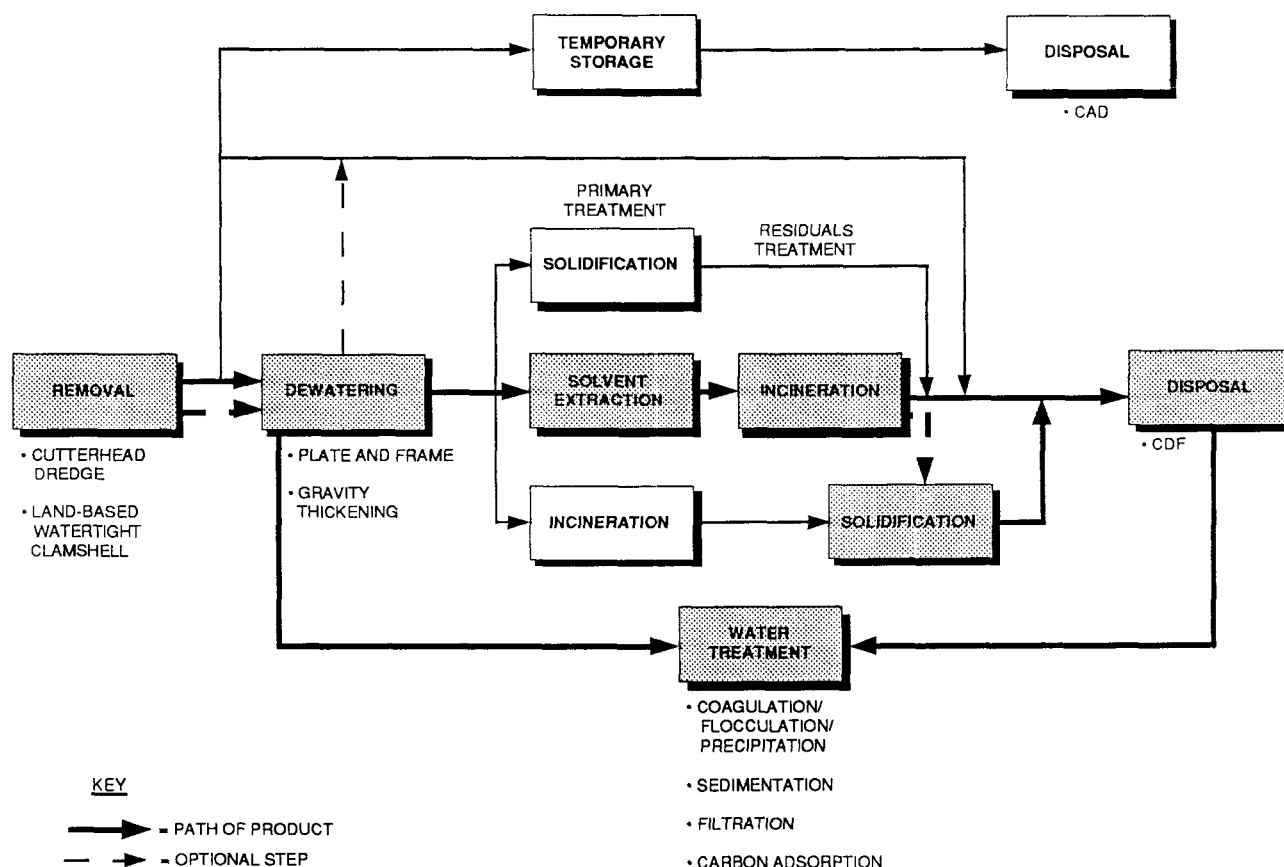 TEMPORARY
STORAGE
DISPOSAL
• CAD
PRIMARY
TREATMENT
SOLIDIFICATION
RESIDUALS
TREATMENT
REMOVAL
• CUTTERHEAD
DREDGE
• LAND-BASED
WATERTIGHT
CLAMSHELL
DEWATERING
• PLATE AND FRAME
• GRAVITY
THICKENING
SOLVENT
EXTRACTION
INCINERATION
DISPOSAL
• CDF
INCINERATION
SOLIDIFICATION
WATER
TREATMENT
• COAGULATION/
FLOCCULATION/
PRECIPITATION
• SEDIMENTATION
• FILTRATION
• CARBON ADSORPTION
KEY
= PATH OF PRODUCT
= OPTIONAL STEP